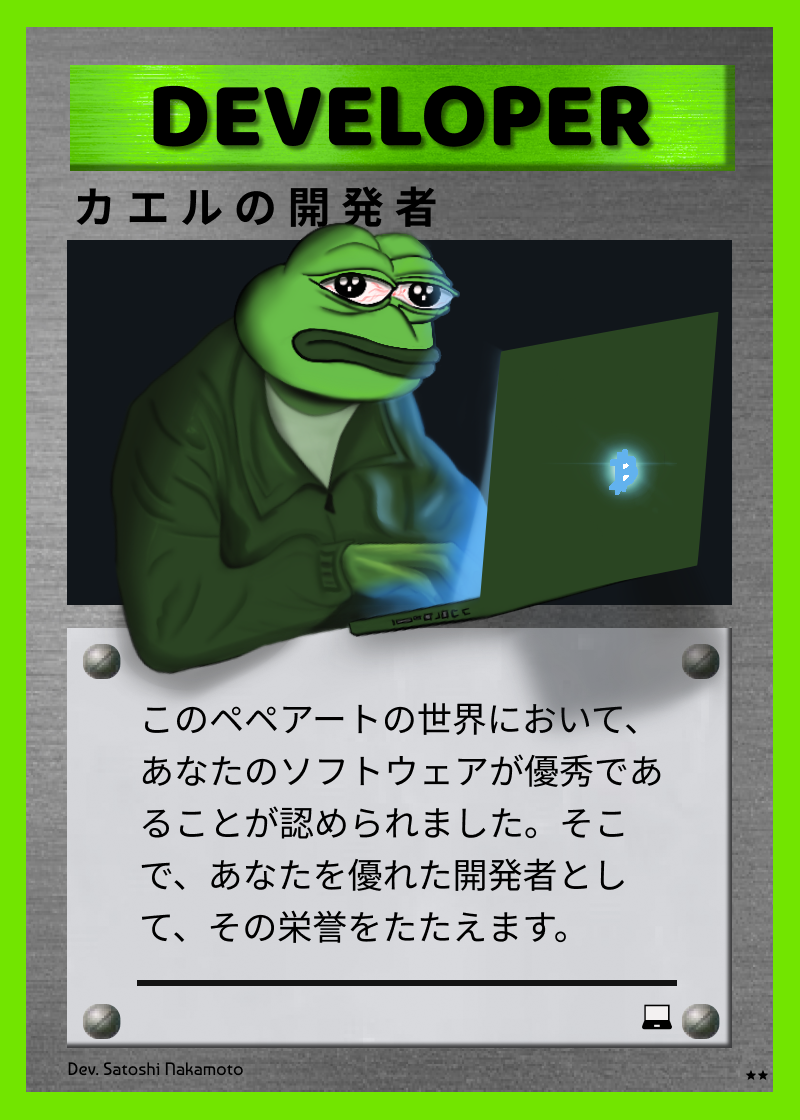 DEVELOPER
カエルの開発者
このペペアートの世界において、
あなたのソフトウェアが優秀であ
ることが認められました。そこ
で、あなたを優れた開発者とし
て、その栄誉をたたえます。
Dev. Satoshi Nakamoto
★★